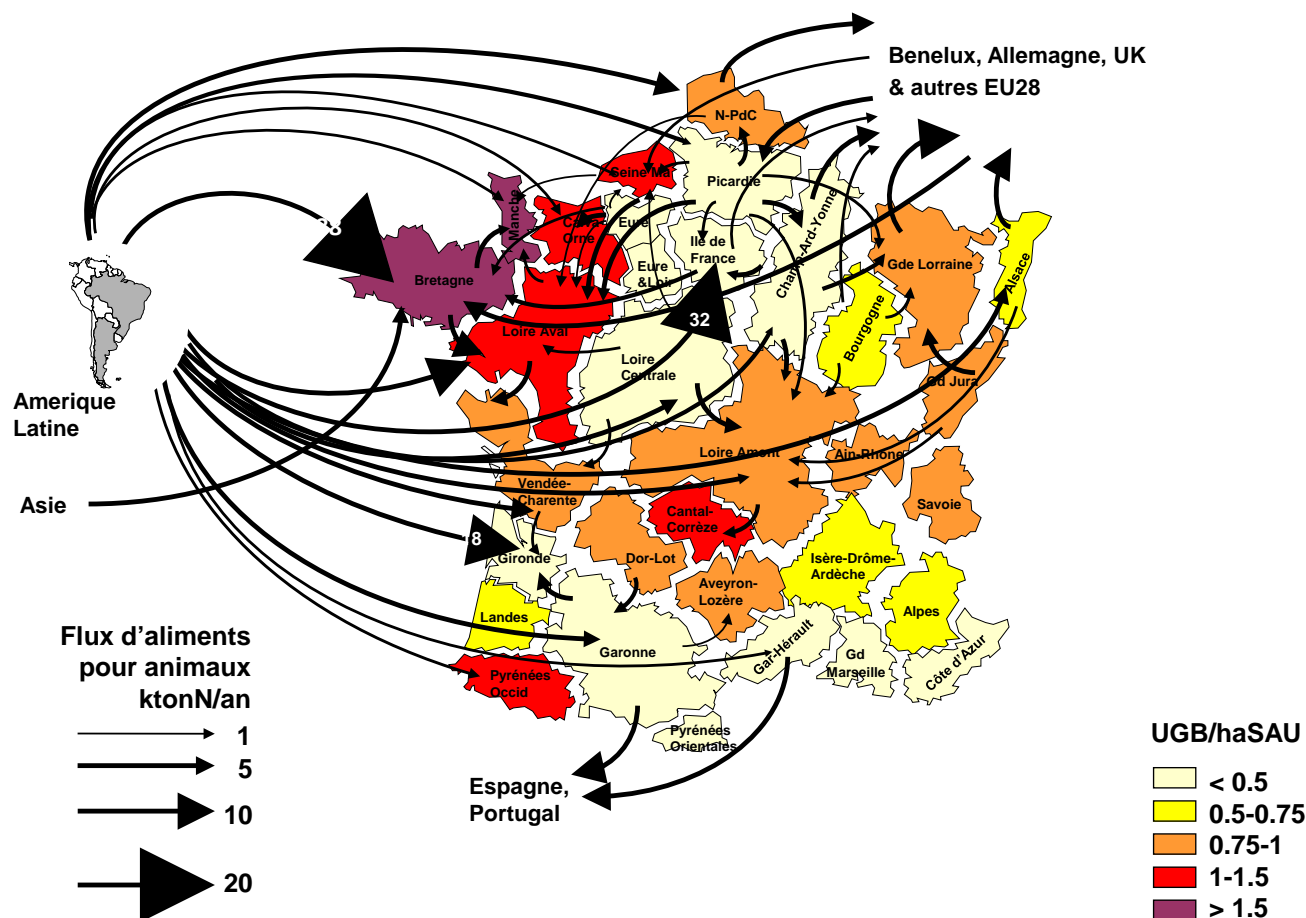 Benelux, Allemagne, UK
& autres EU28
N-PdC
Seine Ma
Picardie
Manche
Eure
Orne
Ile de
France
Champ-Ard-Yonne
Gde Lorraine
Alsace
Bretagne
Eure
&Loir
Bourgogne
32
Loire Aval
Loire
Centrale
Gd Jura
Amérique
Latine
Loire Amont
Ain-Rhône
Asie
Vendée-
Charente
Cantal-
Corrèze
Savoie
8
Gironde
Dor-Lot
Aveyron-
Lozère
Isère-Drôme-
Ardèche
Landes
Alpes
Flux d’aliments
pour animaux
ktonN/an
Garonne
Gar-Hérault
Gd
Marseille
Côte d'Azur
Pyrénées
Occid
Pyrénées
Orientales
1
5
10
20
Espagne,
Portugal
UGB/haSAU
< 0.5
0.5-0.75
0.75-1
1-1.5
> 1.5